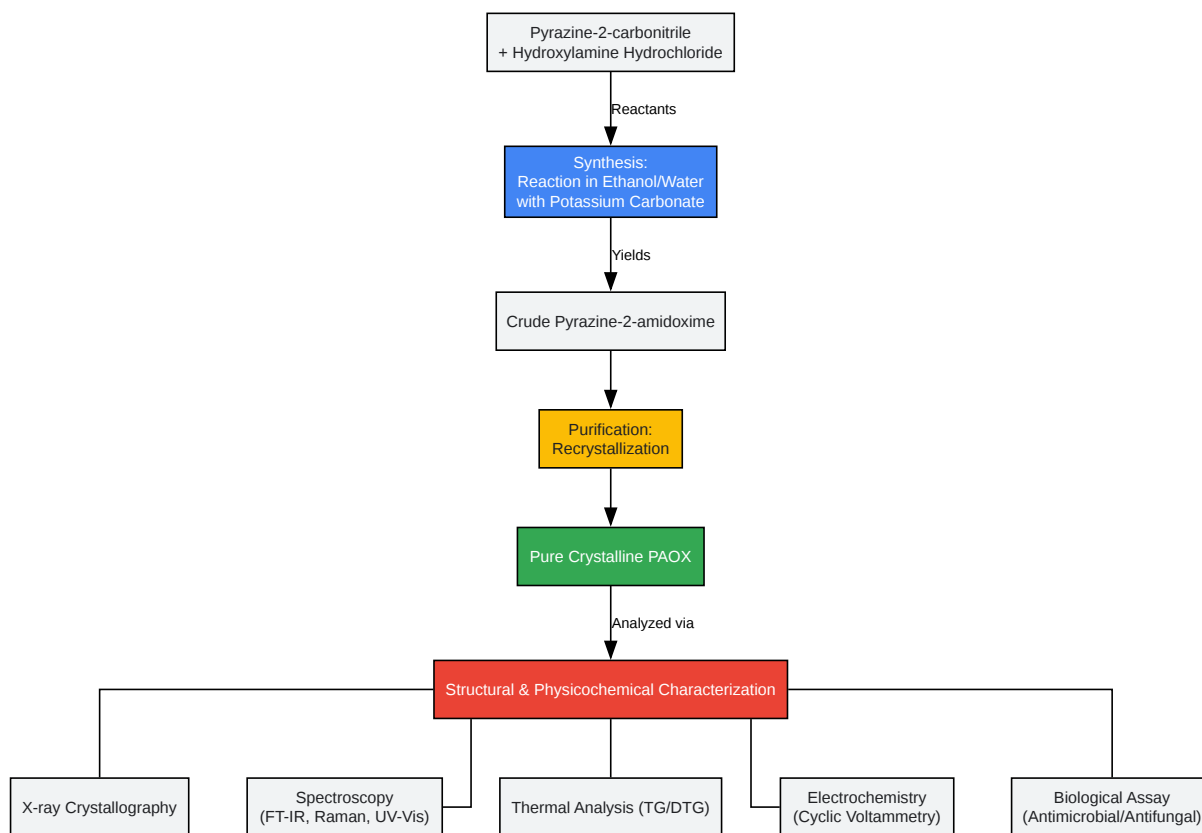 Pyrazine-2-carbonitrile
+ Hydroxylamine Hydrochloride
Reactants
Synthesis:
Reaction in Ethanol/Water
with Potassium Carbonate
Yields
Crude Pyrazine-2-amidoxime
Purification:
Recrystallization
Pure Crystalline PAOX
Analyzed via
Structural & Physicochemical Characterization
X-ray Crystallography
Spectroscopy
(FT-IR, Raman, UV-Vis)
Thermal Analysis (TG/DTG)
Electrochemistry
(Cyclic Voltammetry)
Biological Assay
(Antimicrobial/Antifungal)